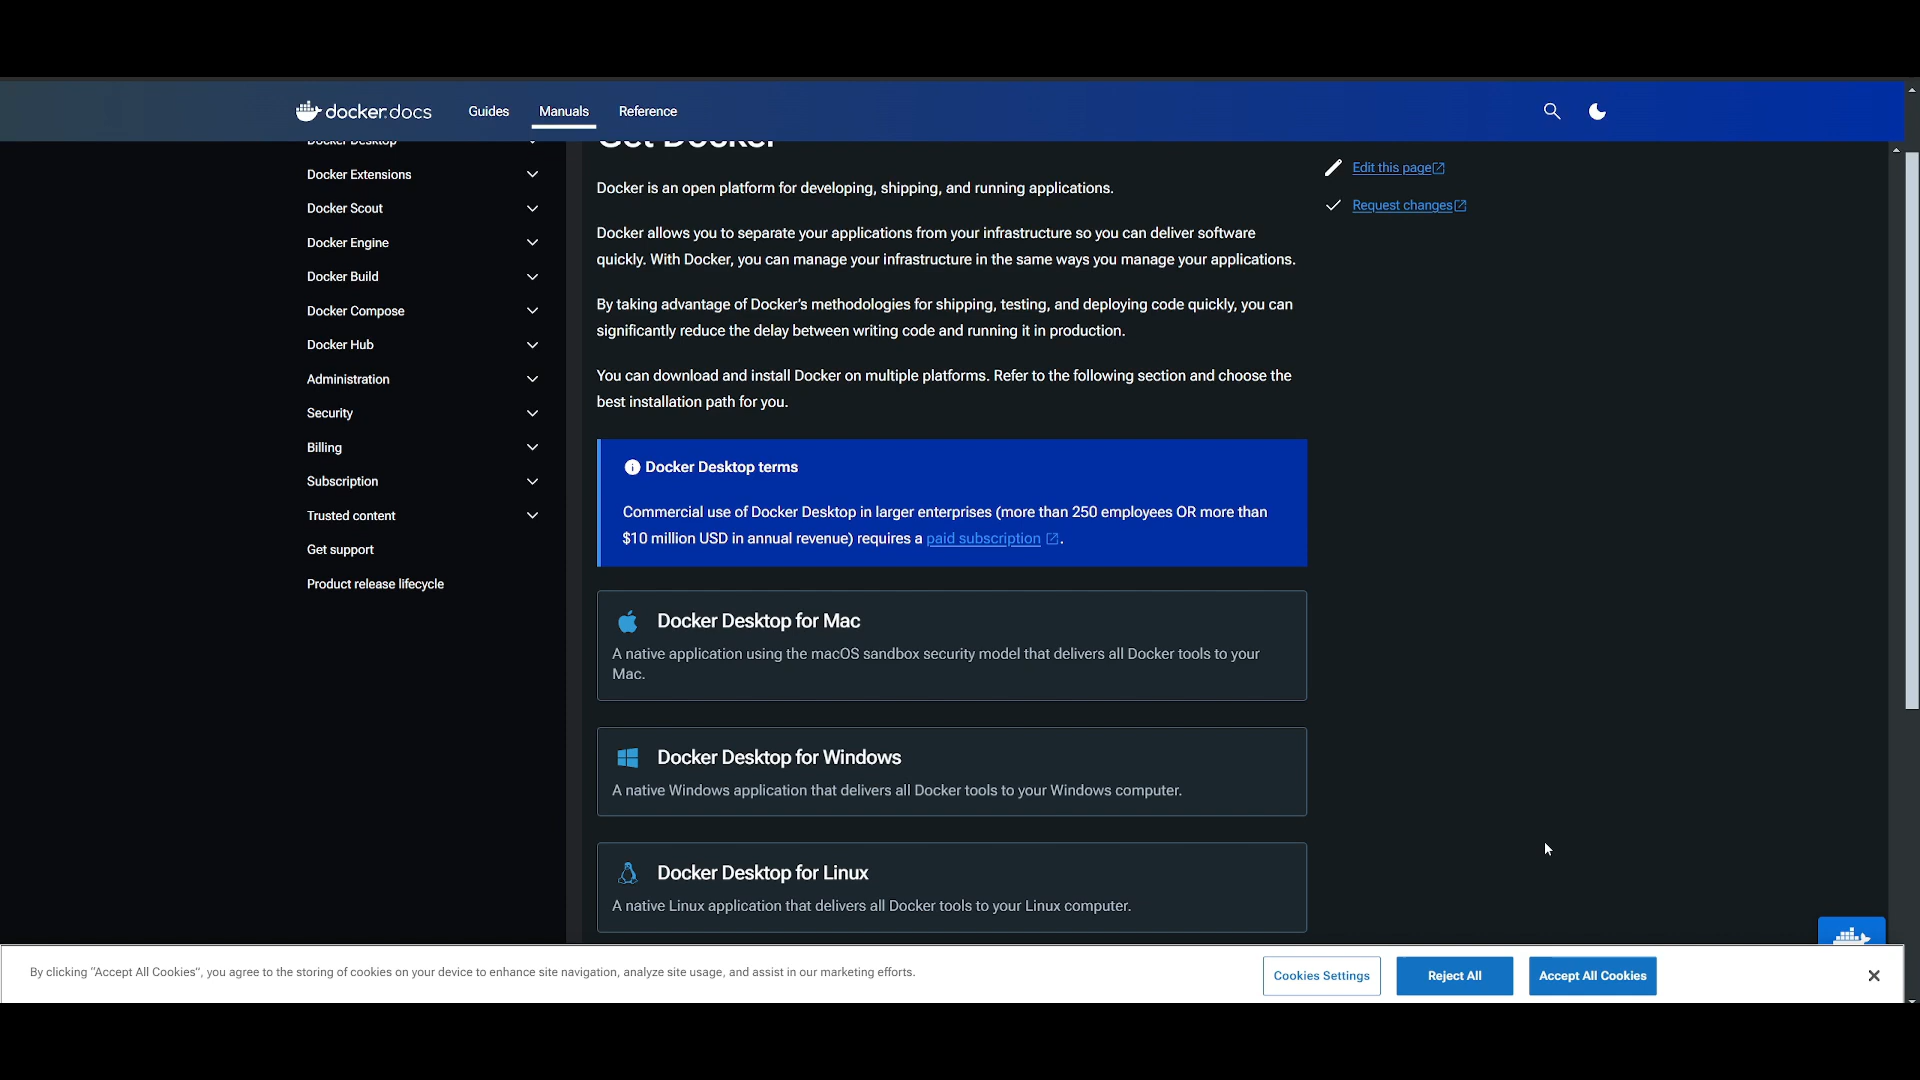 docker.docs
Guides
Manuals
Reference
Docker Desktop
Docker Extensions
Docker Scout
Docker Engine
Docker Build
Docker Compose
Docker Hub
Administration
Security
Billing
Subscription
Trusted content
Get support
Product release lifecycle
Get Docker
Docker is an open platform for developing, shipping, and running applications.
Docker allows you to separate your applications from your infrastructure so you can deliver software
quickly. With Docker, you can manage your infrastructure in the same ways you manage your applications.
By taking advantage of Docker's methodologies for shipping, testing, and deploying code quickly, you can
significantly reduce the delay between writing code and running it in production.
You can download and install Docker on multiple platforms. Refer to the following section and choose the
best installation path for you.
Docker Desktop terms
Commercial use of Docker Desktop in larger enterprises (more than 250 employees OR more than
$10 million USD in annual revenue) requires a paid subscription.
Docker Desktop for Mac
A native application using the macOS sandbox security model that delivers all Docker tools to your
Mac.
Docker Desktop for Windows
A native Windows application that delivers all Docker tools to your Windows computer.
Docker Desktop for Linux
A native Linux application that delivers all Docker tools to your Linux computer.
Edit this page
Request changes
By clicking "Accept All Cookies", you agree to the storing of cookies on your device to enhance site navigation, analyze site usage, and assist in our marketing efforts.
Cookies Settings
Reject All
Accept All Cookies